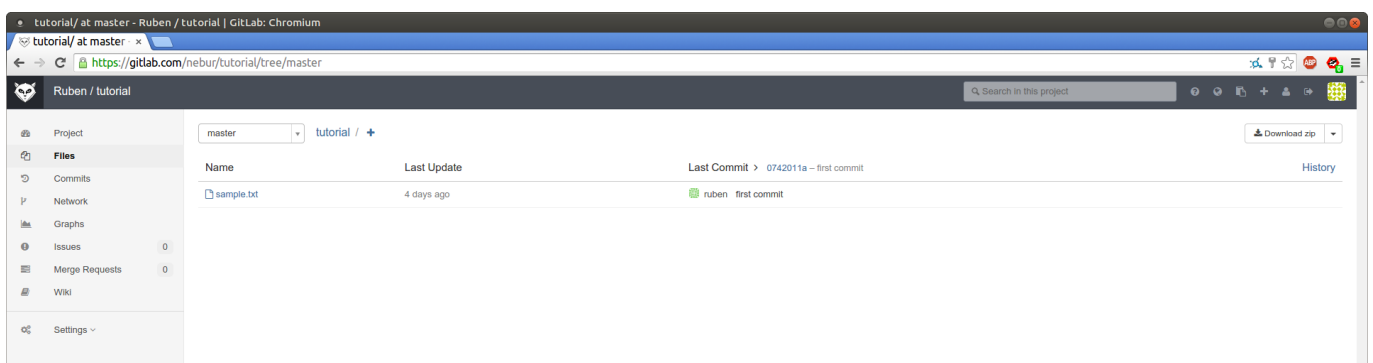 tutorial/ at master - Ruben / tutorial | GitLab: Chromium
tutorial/ at master - ×
https://gitlab.com/nebur/tutorial/tree/master
ABP
Ruben / tutorial
Search in this project
Project
master
tutorial / +
Download zip
Files
Name
Last Update
Last Commit > 0742011a – first commit
History
Commits
sample.txt
4 days ago
ruben first commit
Network
Graphs
Issues 0
Merge Requests 0
Wiki
Settings